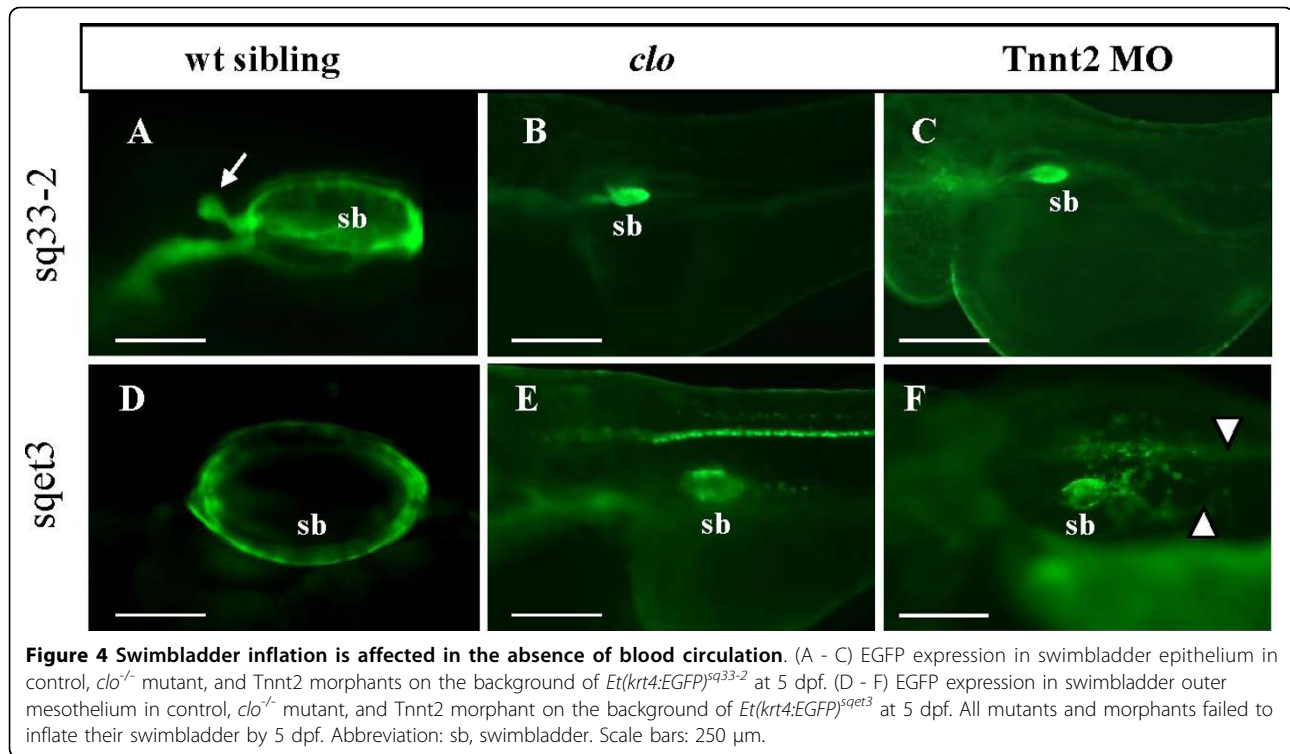 wt sibling clo Tnnt2 MO
sq33-2
A sb
B sb
C sb
sqet3
D sb
E sb
F sb
Figure 4 Swimbladder inflation is affected in the absence of blood circulation. (A - C) EGFP expression in swimbladder epithelium in
control, clo-/- mutant, and Tnnt2 morphants on the background of Et(krt4:EGFP)sq33-2 at 5 dpf. (D - F) EGFP expression in swimbladder outer
mesothelium in control, clo-/- mutant, and Tnnt2 morphant on the background of Et(krt4:EGFP)sqet3 at 5 dpf. All mutants and morphants failed to
inflate their swimbladder by 5 dpf. Abbreviation: sb, swimbladder. Scale bars: 250 μm.